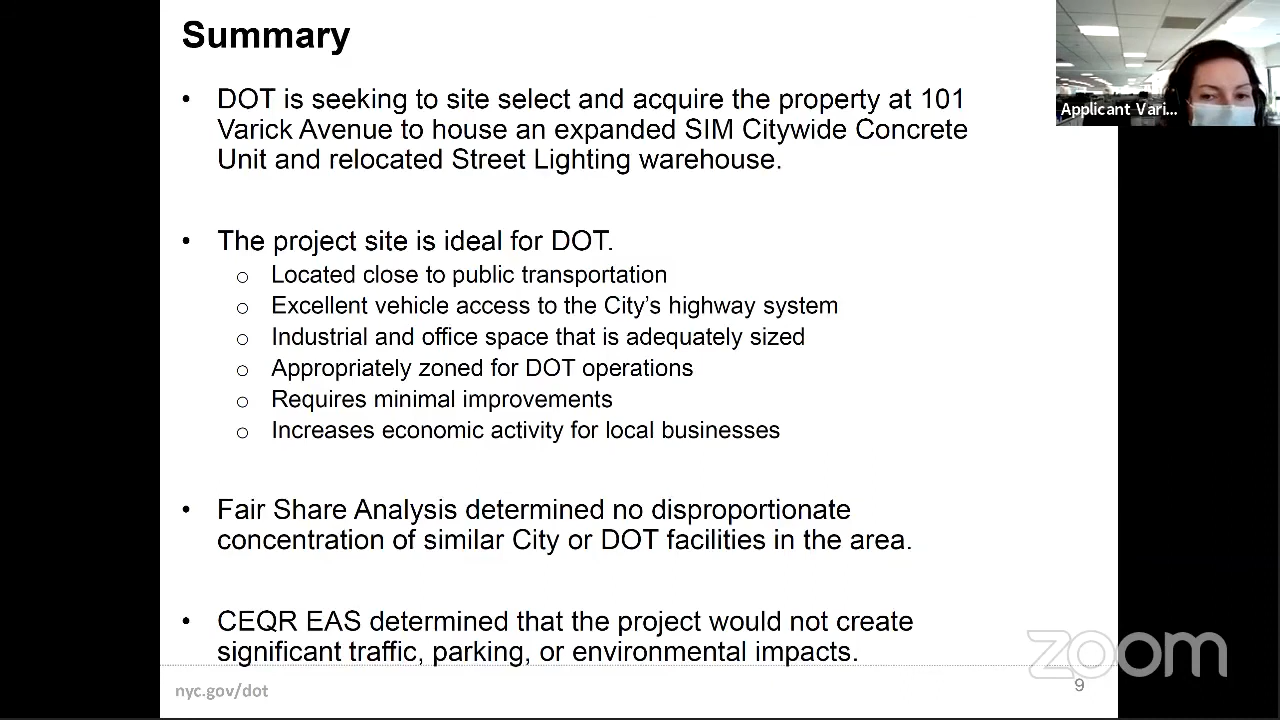 Summary
• DOT is seeking to site select and acquire the property at 101
Varick Avenue to house an expanded SIM Citywide Concrete
Unit and relocated Street Lighting warehouse.
• The project site is ideal for DOT.
o Located close to public transportation
o Excellent vehicle access to the City's highway system
o Industrial and office space that is adequately sized
o Appropriately zoned for DOT operations
o Requires minimal improvements
o Increases economic activity for local businesses
• Fair Share Analysis determined no disproportionate
concentration of similar City or DOT facilities in the area.
• CEQR EAS determined that the project would not create
significant traffic, parking, or environmental impacts.
nyc.gov/dot
9
Applicant Vari...
zoom